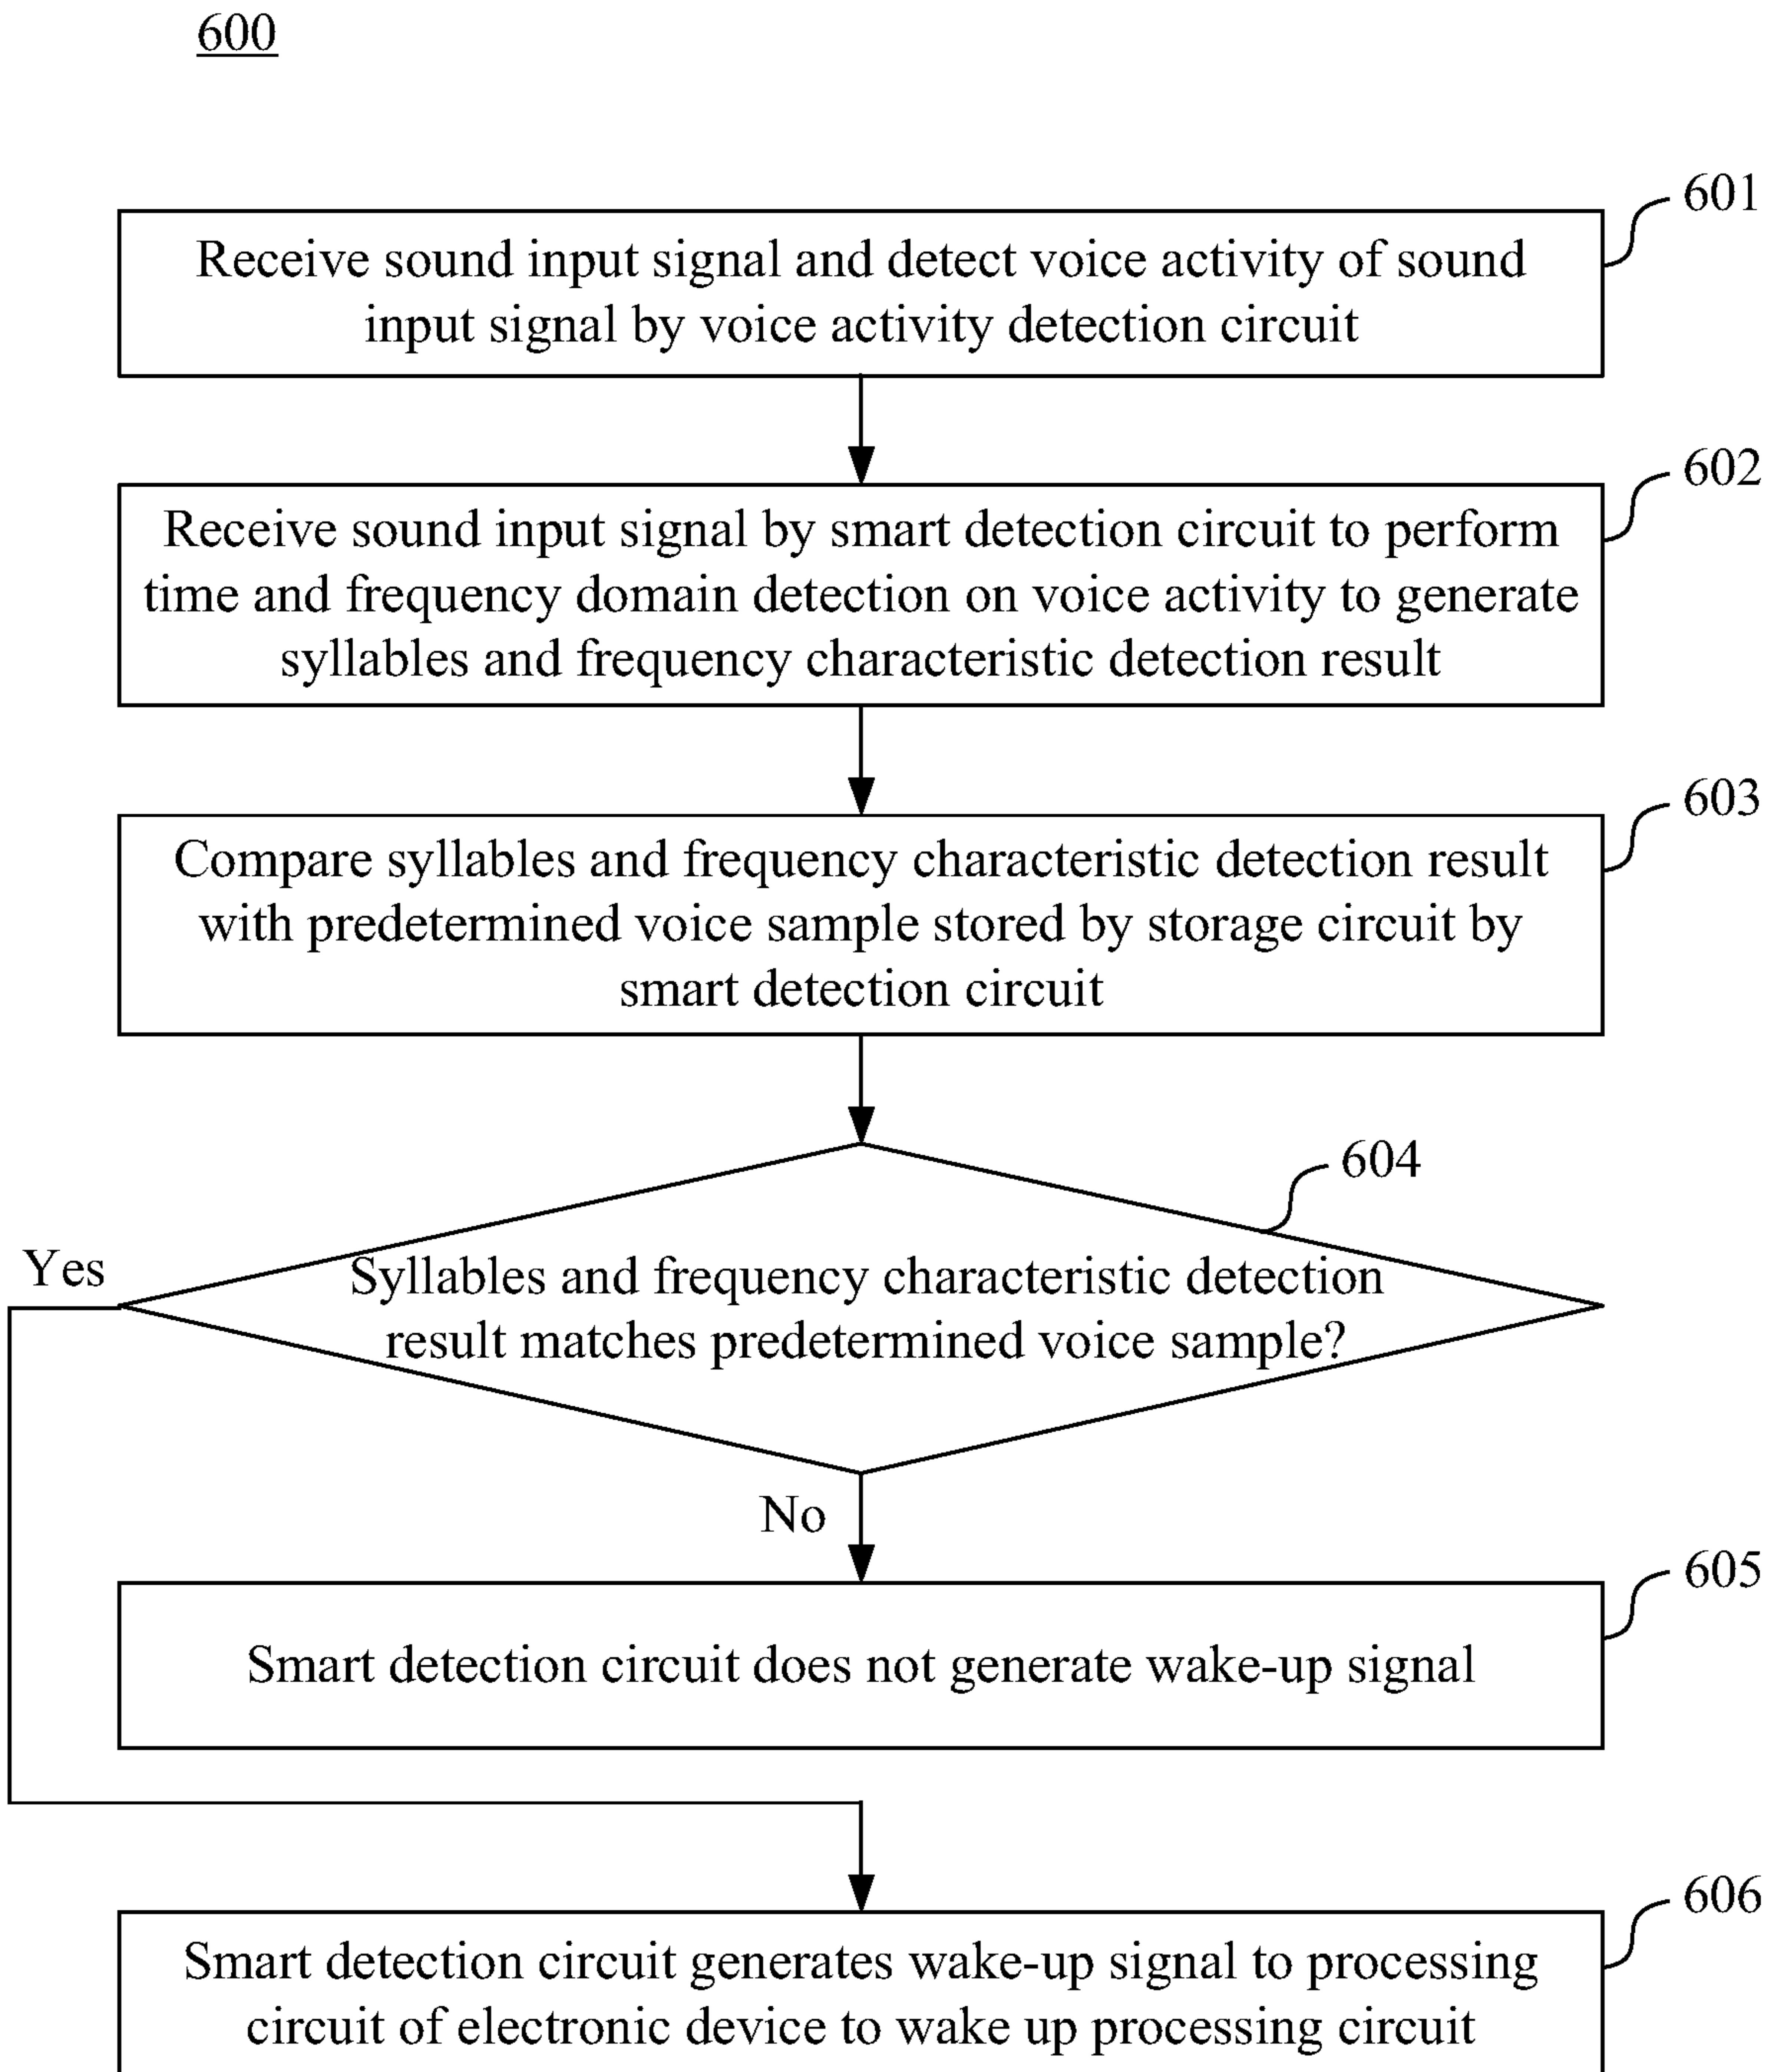 600
601
Receive sound input signal and detect voice activity of sound
input signal by voice activity detection circuit
602
Receive sound input signal by smart detection circuit to perform
time and frequency domain detection on voice activity to generate
syllables and frequency characteristic detection result
603
Compare syllables and frequency characteristic detection result
with predetermined voice sample stored by storage circuit by
smart detection circuit
604
Yes
Syllables and frequency characteristic detection
result matches predetermined voice sample?
No
605
Smart detection circuit does not generate wake-up signal
606
Smart detection circuit generates wake-up signal to processing
circuit of electronic device to wake up processing circuit